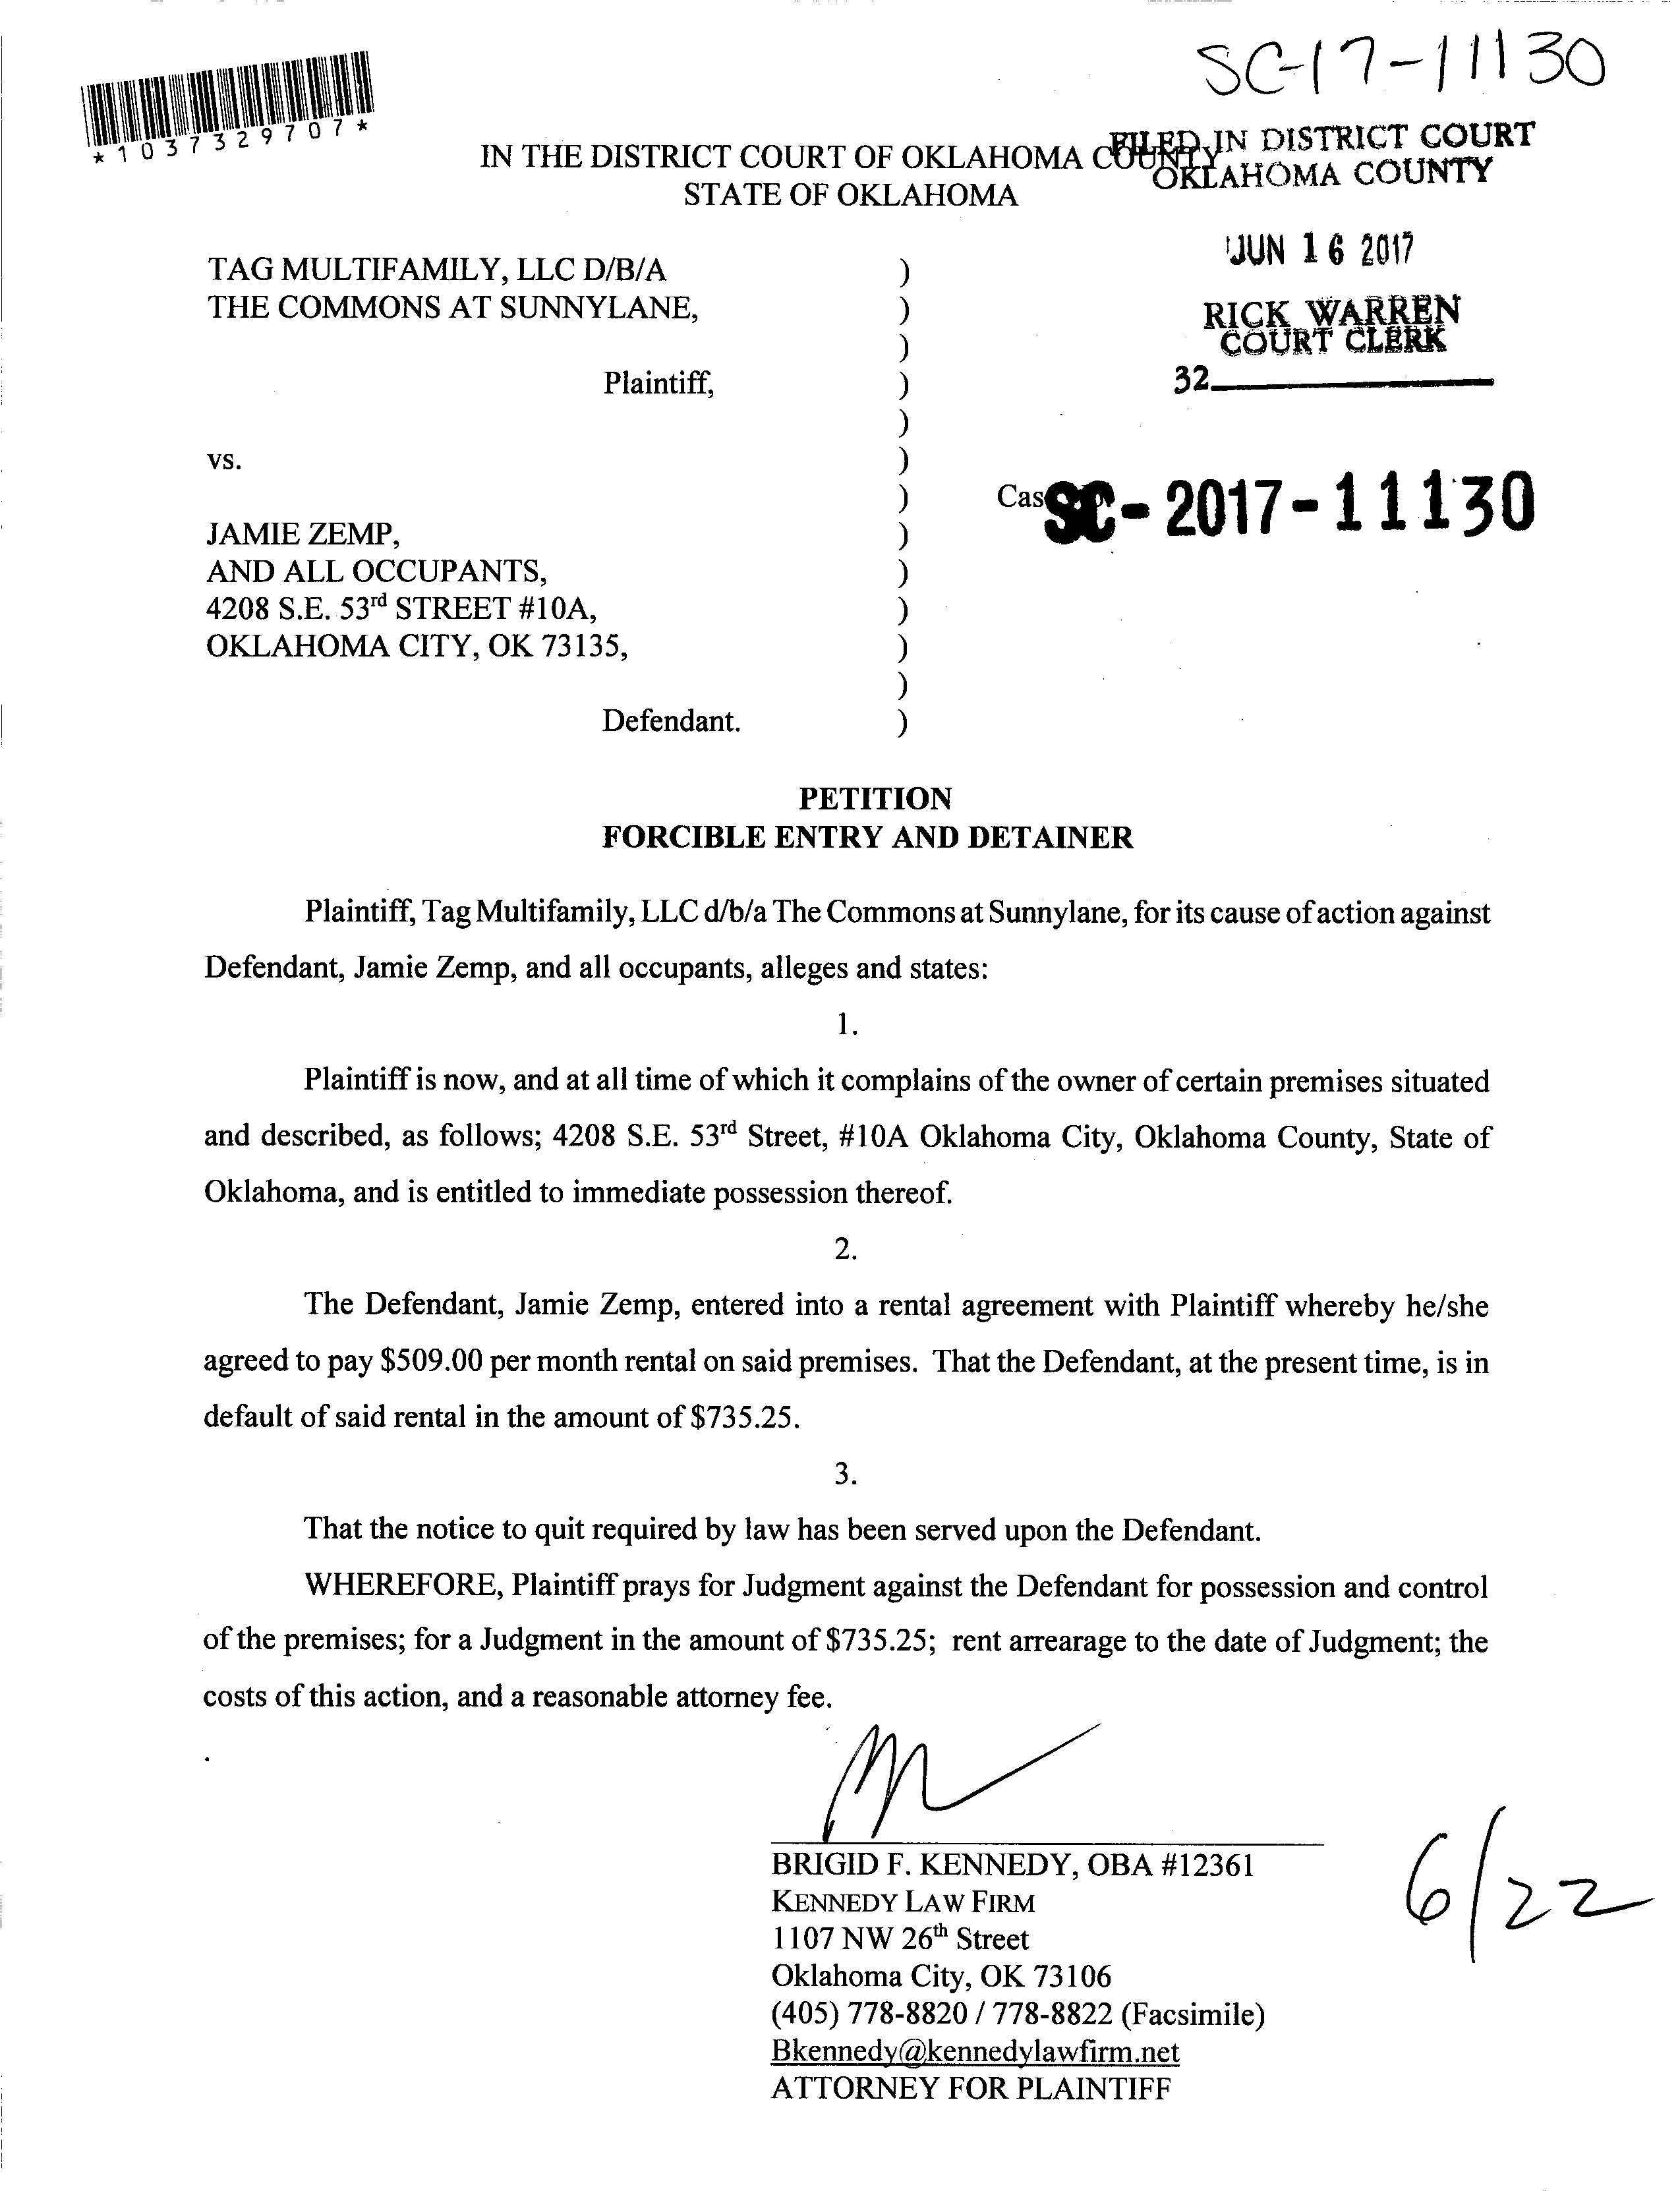 SC-17-11130
*1037329707*
FILED IN DISTRICT COURT
OKLAHOMA COUNTY
IN THE DISTRICT COURT OF OKLAHOMA COUNTY
STATE OF OKLAHOMA
JUN 16 2017
RICK WARREN
COURT CLERK
32
TAG MULTIFAMILY, LLC D/B/A )
THE COMMONS AT SUNNYLANE, )
)
Plaintiff, )
)
vs. )
) Cas SC-2017-11130
JAMIE ZEMP, )
AND ALL OCCUPANTS, )
4208 S.E. 53rd STREET #10A, )
OKLAHOMA CITY, OK 73135, )
)
Defendant. )
PETITION
FORCIBLE ENTRY AND DETAINER
Plaintiff, Tag Multifamily, LLC d/b/a The Commons at Sunnylane, for its cause of action against
Defendant, Jamie Zemp, and all occupants, alleges and states:
1.
Plaintiff is now, and at all time of which it complains of the owner of certain premises situated
and described, as follows; 4208 S.E. 53rd Street, #10A Oklahoma City, Oklahoma County, State of
Oklahoma, and is entitled to immediate possession thereof.
2.
The Defendant, Jamie Zemp, entered into a rental agreement with Plaintiff whereby he/she
agreed to pay $509.00 per month rental on said premises. That the Defendant, at the present time, is in
default of said rental in the amount of $735.25.
3.
That the notice to quit required by law has been served upon the Defendant.
WHEREFORE, Plaintiff prays for Judgment against the Defendant for possession and control
of the premises; for a Judgment in the amount of $735.25; rent arrearage to the date of Judgment; the
costs of this action, and a reasonable attorney fee.
BRIGID F. KENNEDY, OBA #12361
KENNEDY LAW FIRM
1107 NW 26th Street
Oklahoma City, OK 73106
(405) 778-8820 / 778-8822 (Facsimile)
Bkennedy@kennedylawfirm.net
ATTORNEY FOR PLAINTIFF
6/22